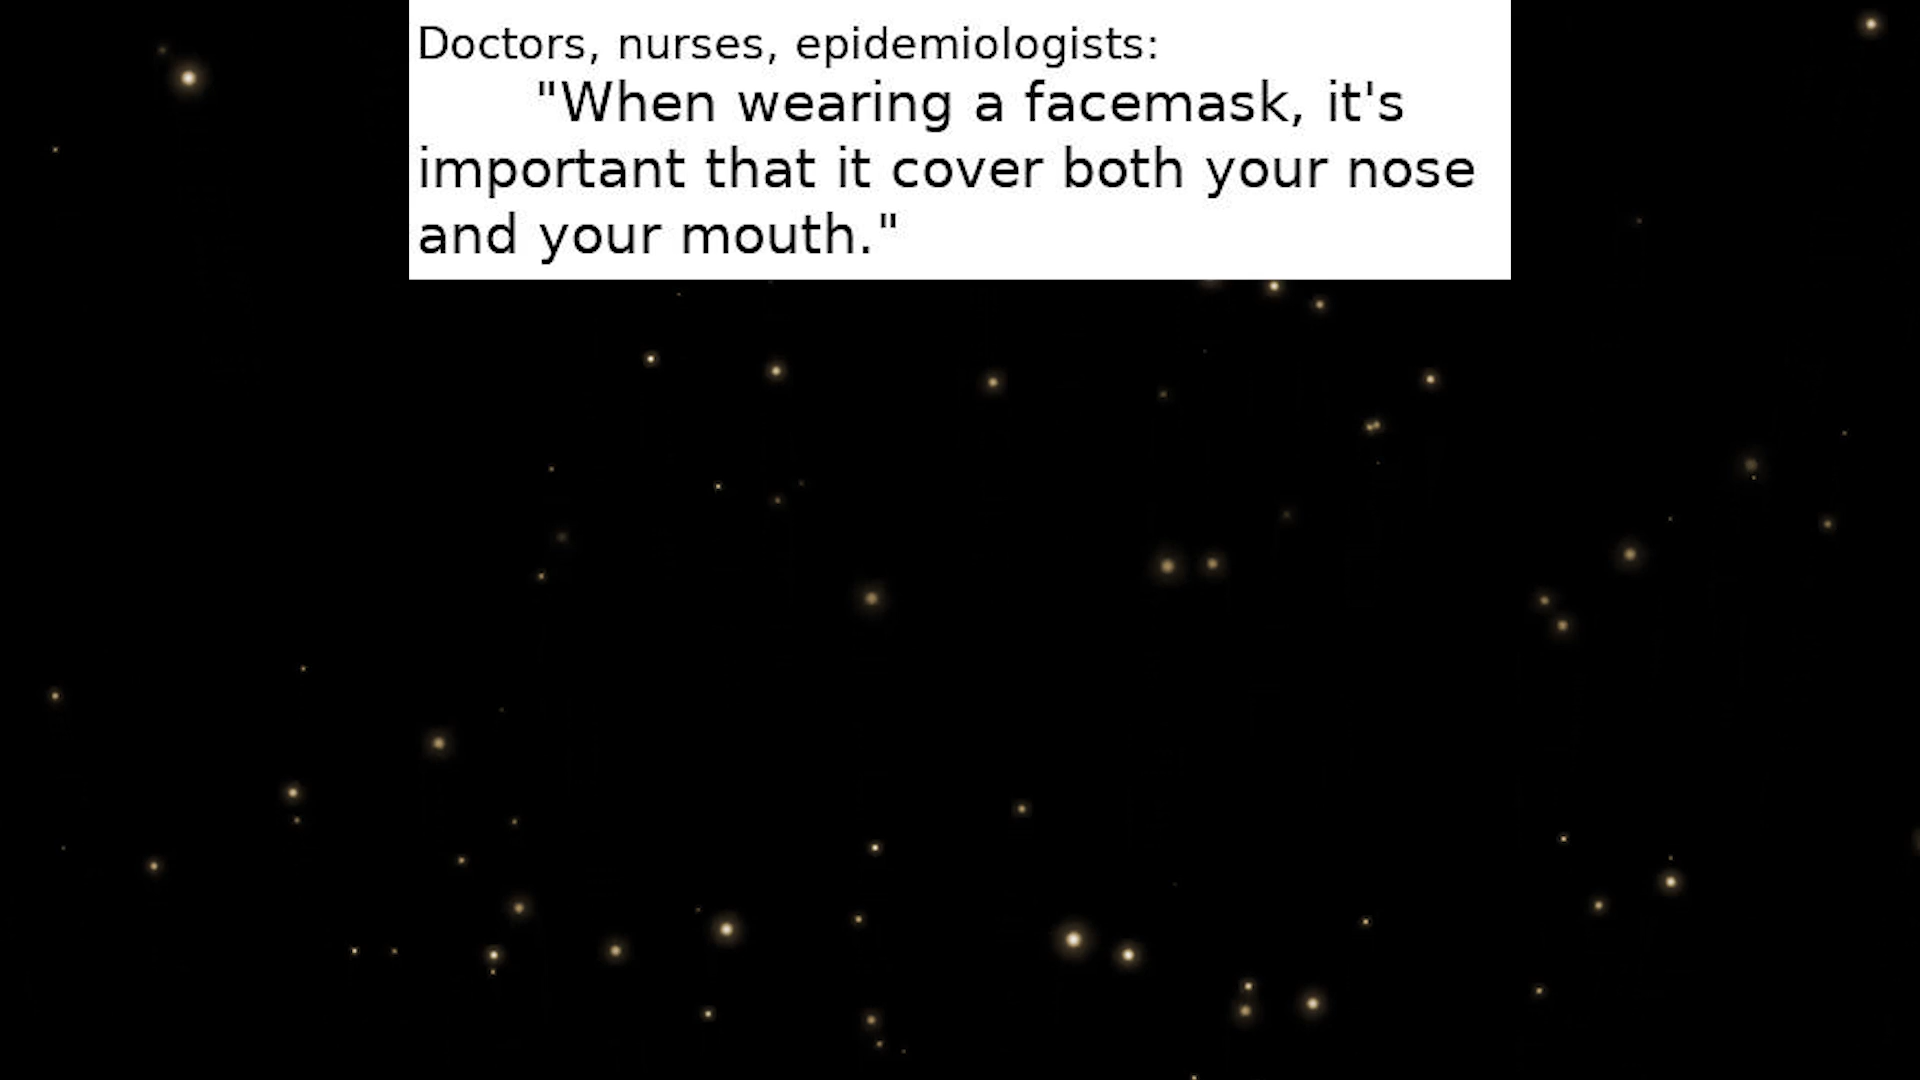 Doctors, nurses, epidemiologists:
"When wearing a facemask, it's
important that it cover both your nose
and your mouth."